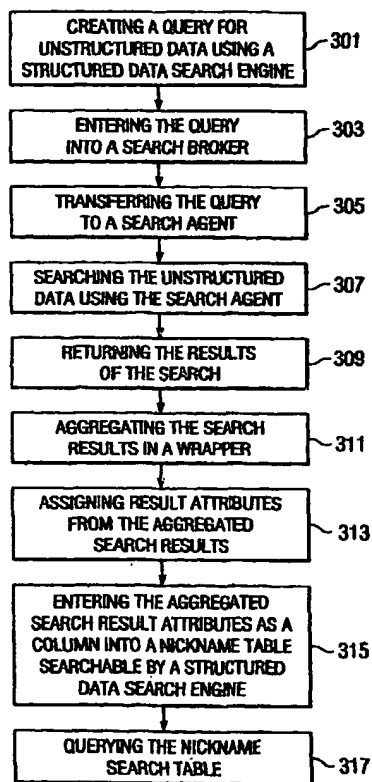 CREATING A QUERY FOR
UNSTRUCTURED DATA USING A
STRUCTURED DATA SEARCH ENGINE
301
ENTERING THE QUERY
INTO A SEARCH BROKER
303
TRANSFERRING THE QUERY
TO A SEARCH AGENT
305
SEARCHING THE UNSTRUCTURED
DATA USING THE SEARCH AGENT
307
RETURNING THE RESULTS
OF THE SEARCH
309
AGGREGATING THE SEARCH
RESULTS IN A WRAPPER
311
ASSIGNING RESULT ATTRIBUTES
FROM THE AGGREGATED
SEARCH RESULTS
313
ENTERING THE AGGREGATED
SEARCH RESULT ATTRIBUTES AS A
COLUMN INTO A NICKNAME TABLE
SEARCHABLE BY A STRUCTURED
DATA SEARCH ENGINE
315
QUERYING THE NICKNAME
SEARCH TABLE
317